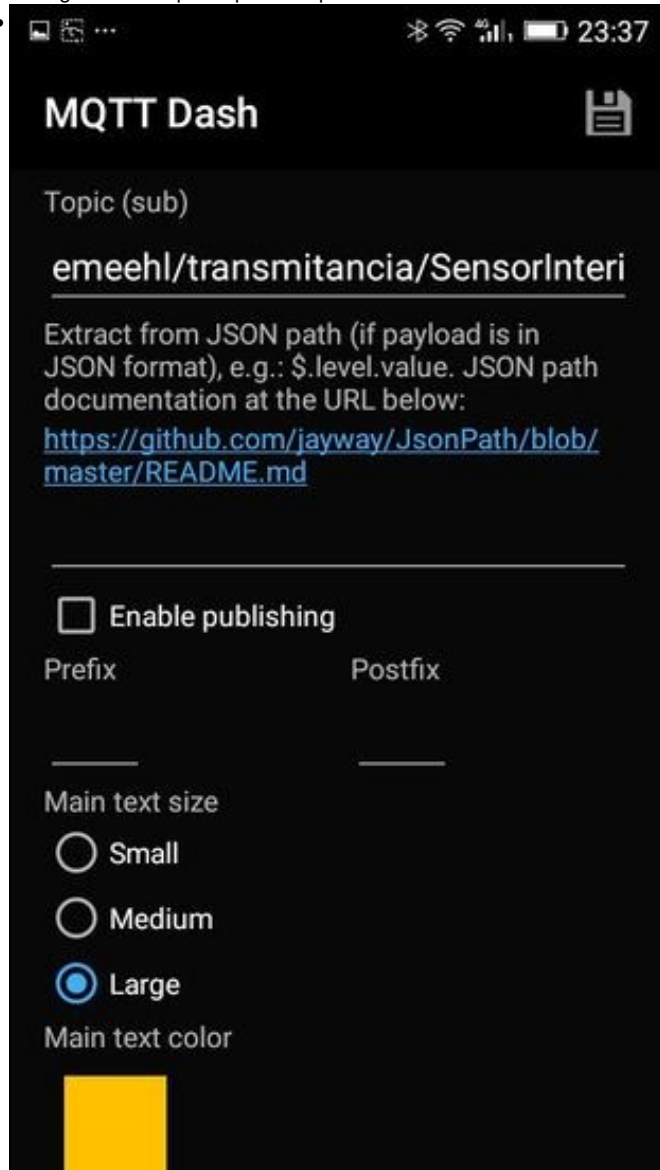 23:37
MQTT Dash
Topic (sub)
emeehl/transmitancia/SensorInteri
Extract from JSON path (if payload is in
JSON format), e.g.: $.level.value. JSON path
documentation at the URL below:
https://github.com/jayway/JsonPath/blob/
master/README.md
Enable publishing
Prefix Postfix
Main text size
Small
Medium
Large
Main text color